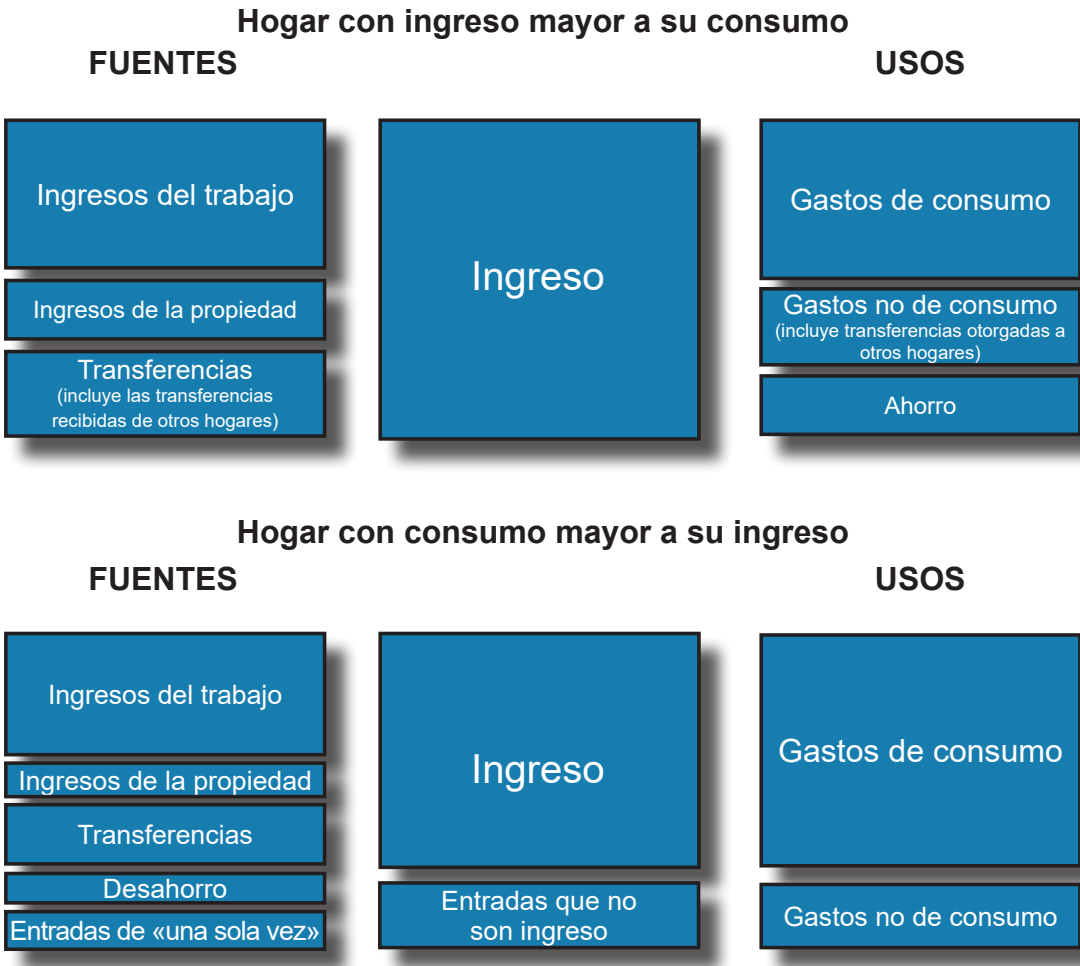 Hogar con ingreso mayor a su consumo
FUENTES
USOS
Ingresos del trabajo
Ingresos de la propiedad
Transferencias
(incluye las transferencias
recibidas de otros hogares)
Ingreso
Gastos de consumo
Gastos no de consumo
(incluye transferencias otorgadas a
otros hogares)
Ahorro
Hogar con consumo mayor a su ingreso
FUENTES
USOS
Ingresos del trabajo
Ingresos de la propiedad
Transferencias
Desahorro
Entradas de «una sola vez»
Ingreso
Entradas que no
son ingreso
Gastos de consumo
Gastos no de consumo